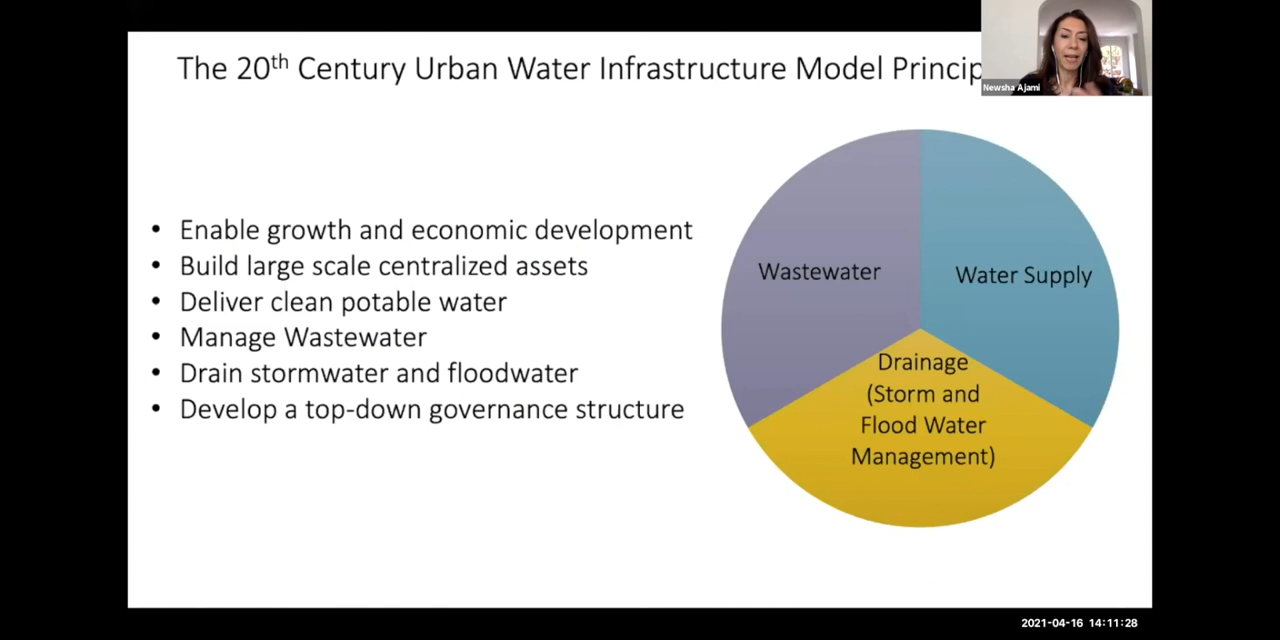 The 20th Century Urban Water Infrastructure Model Princip
Newsha Ajami
• Enable growth and economic development
• Build large scale centralized assets
• Deliver clean potable water
• Manage Wastewater
• Drain stormwater and floodwater
• Develop a top-down governance structure
Wastewater
Water Supply
Drainage
(Storm and
Flood Water
Management)
2021-04-16 14:11:28